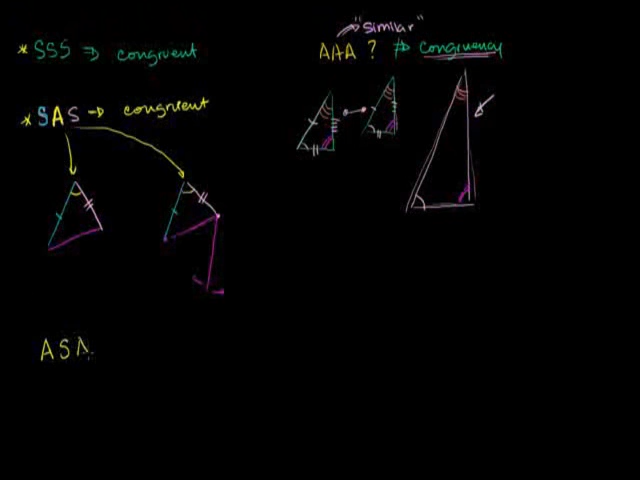 * SSS ⇒ congruent
* SAS → congruent
ASA
→ "Similar"
AAA ? ⇏ congruency